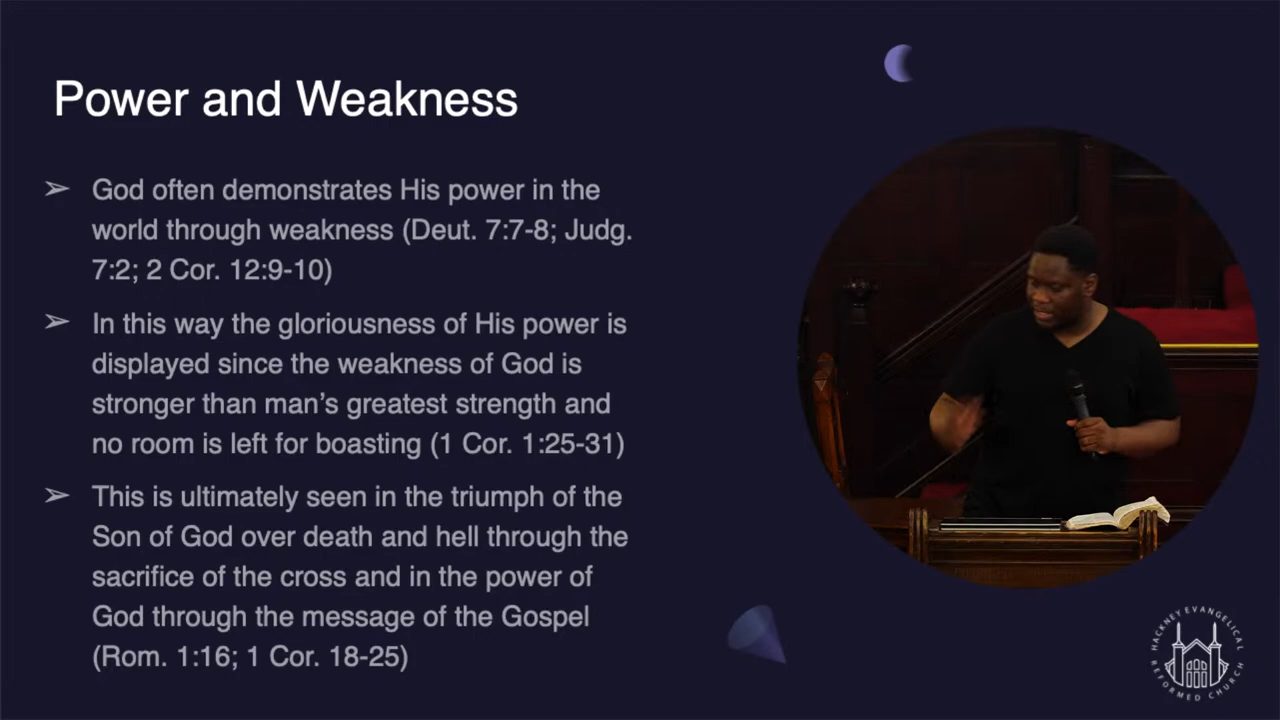 Power and Weakness
➢ God often demonstrates His power in the
world through weakness (Deut. 7:7-8; Judg.
7:2; 2 Cor. 12:9-10)
➢ In this way the gloriousness of His power is
displayed since the weakness of God is
stronger than man’s greatest strength and
no room is left for boasting (1 Cor. 1:25-31)
➢ This is ultimately seen in the triumph of the
Son of God over death and hell through the
sacrifice of the cross and in the power of
God through the message of the Gospel
(Rom. 1:16; 1 Cor. 18-25)
HACKNEY EVANGELICAL
REFORMED CHURCH